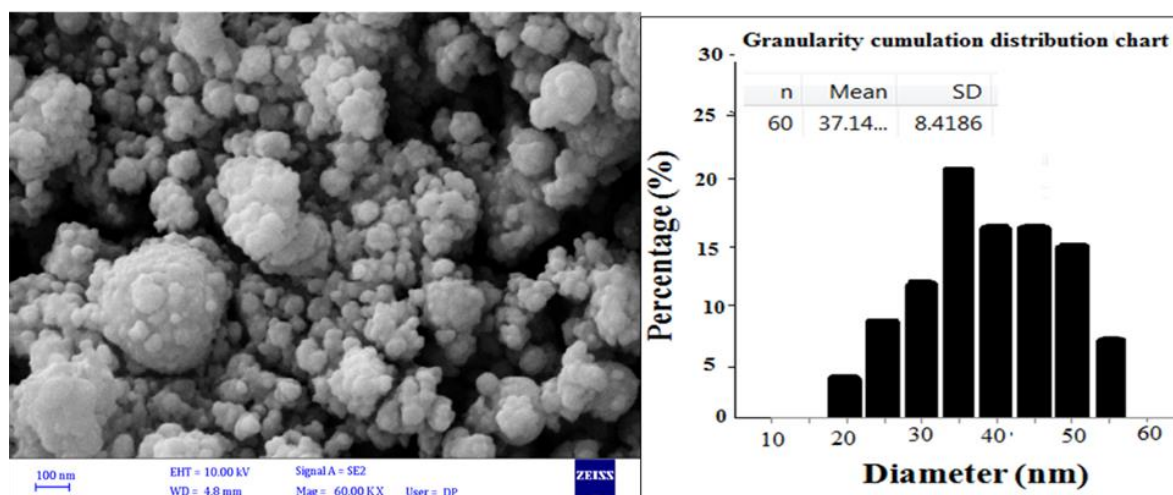 100 nm
EHT = 10.00 kV
WD = 4.8 mm
Signal A = SE2
Mag = 60.00 K X
User = DP
ZEISS
Granularity cumulation distribution chart
n Mean SD
60 37.14... 8.4186
Percentage (%)
30
25
20
15
10
5
0
10 20 30 40 50 60
Diameter (nm)